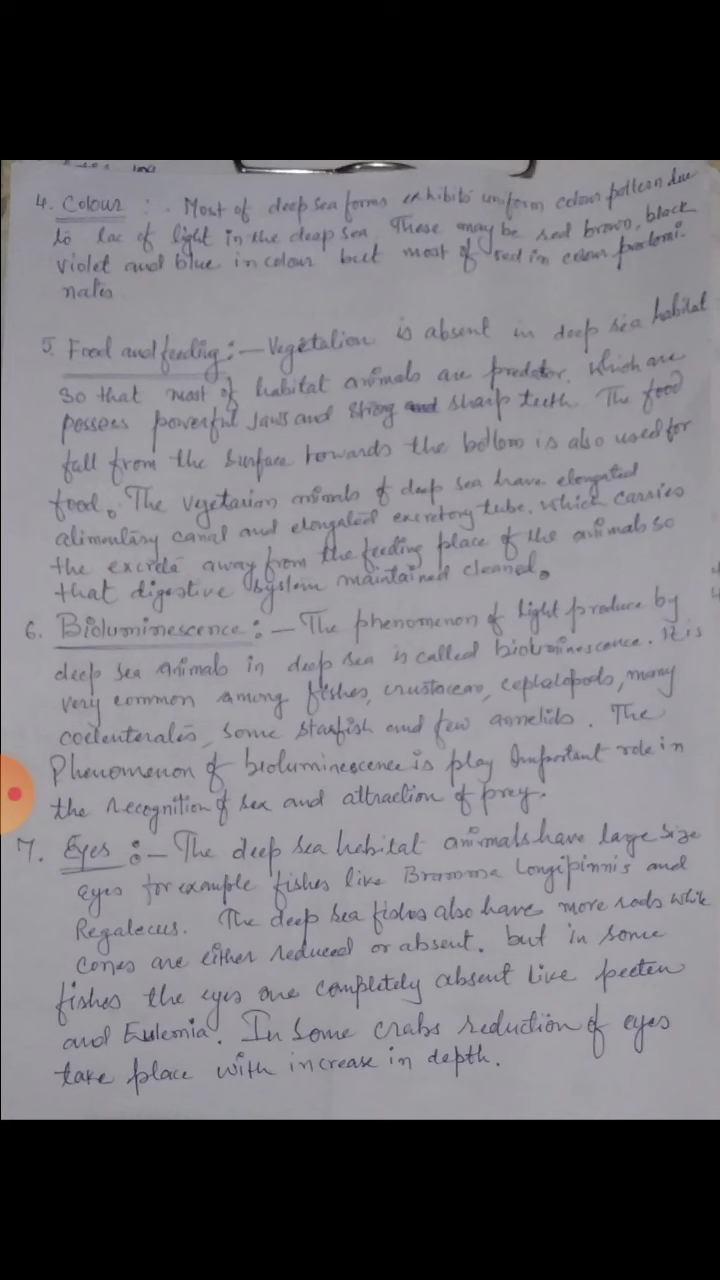 4. Colour : . Most of deep sea forms exhibits uniform colour pattern due
to lac of light in the deep sea. These may be red brown, black
violet and blue in colour but most of red in colour predomi-
nates
5. Food and feeding :- Vegetation is absent in deep sea habitat
so that most of habitat animals are predator. which are
possess powerful jaws and strong and sharp teeth. The food
fall from the surface towards the bottom is also used for
food. The vegetarian animals of deep sea have elongated
alimentary canal and elongated excretory tube. which carries
the excreta away from the feeding place of the animals so
that digestive system maintained cleaned.
6. Bioluminescence :- The phenomenon of light produce by
deep sea animals in deep sea is called bioluminescence. It is
very common among fishes, crustacean, cephalopods, many
coelenterates, some starfish and few annelids. The
Phenomenon of bioluminescence is play Important role in
the recognition of sex and attraction of prey.
7. Eyes :- The deep sea hebital animals have large size
eyes for example fishes like Longipinnis and
Regalecus. The deep sea fishes also have more rods while
cones are either reduced or absent. but in some
fishes the eyes are completely absent like pecten
and Eulemia. In some crabs reduction of eyes
take place with increase in depth.